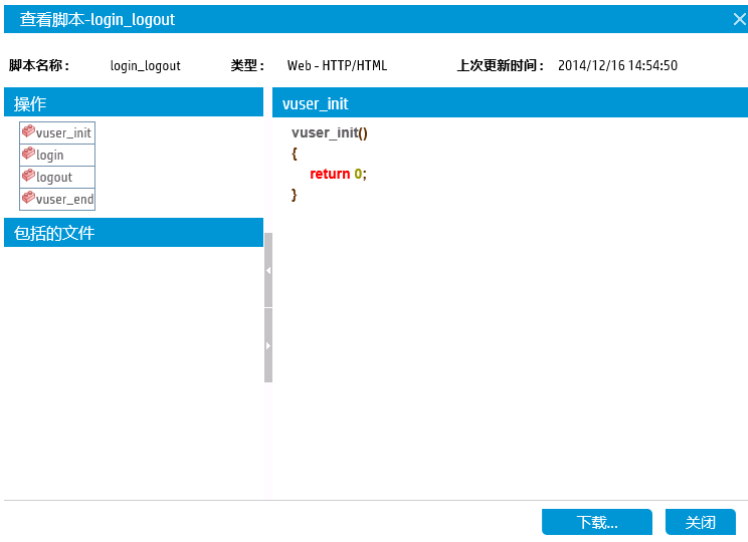 查看脚本-login_logout
脚本名称： login_logout 类型： Web - HTTP/HTML 上次更新时间： 2014/12/16 14:54:50
操作
vuser_init
login
logout
vuser_end
包括的文件
vuser_init
vuser_init()
{
return 0;
}
下载... 关闭